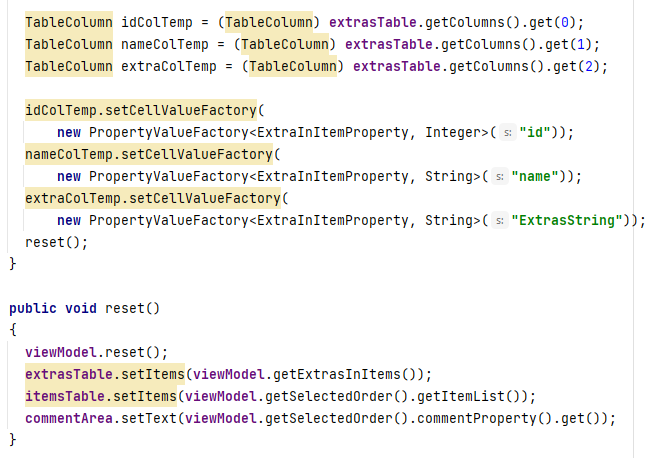 TableColumn idColTemp = (TableColumn) extrasTable.getColumns().get(0);
TableColumn nameColTemp = (TableColumn) extrasTable.getColumns().get(1);
TableColumn extraColTemp = (TableColumn) extrasTable.getColumns().get(2);
idColTemp.setCellValueFactory(
new PropertyValueFactory<ExtraInItemProperty, Integer>( s: "id"));
nameColTemp.setCellValueFactory(
new PropertyValueFactory<ExtraInItemProperty, String>( s: "name"));
extraColTemp.setCellValueFactory(
new PropertyValueFactory<ExtraInItemProperty, String>( s: "ExtrasString"));
reset();
}
public void reset()
{
viewModel.reset();
extrasTable.setItems(viewModel.getExtrasInItems());
itemsTable.setItems(viewModel.getSelectedOrder().getItemList());
commentArea.setText(viewModel.getSelectedOrder().commentProperty().get());
}